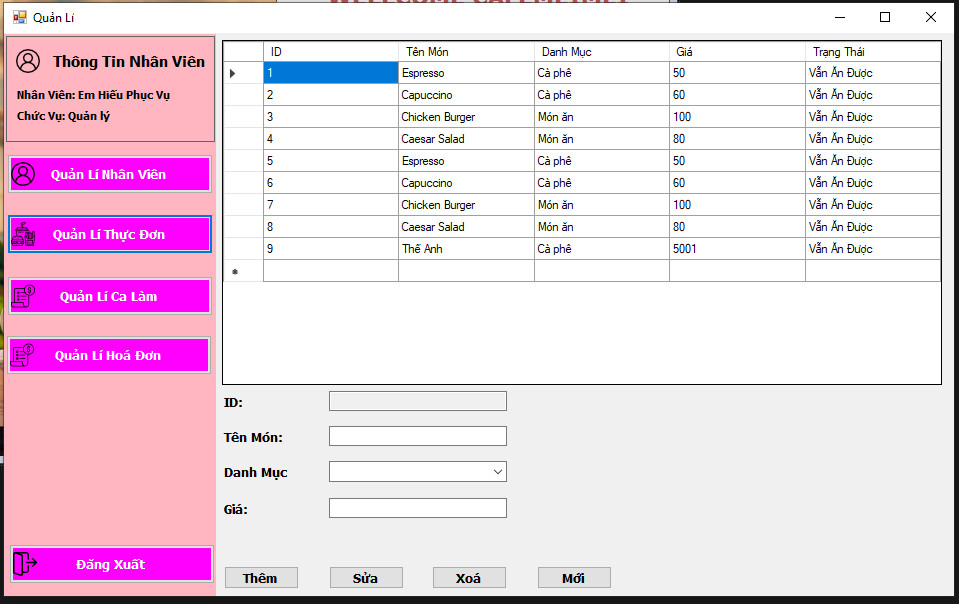 Quản Lí
Thông Tin Nhân Viên
Nhân Viên: Em Hiếu Phục Vụ
Chức Vụ: Quản lý
Quản Lí Nhân Viên
Quản Lí Thực Đơn
Quản Lí Ca Làm
Quản Lí Hoá Đơn
Đăng Xuất
ID Tên Món Danh Mục Giá Trạng Thái
1 Espresso Cà phê 50 Vẫn Ăn Được
2 Capuccino Cà phê 60 Vẫn Ăn Được
3 Chicken Burger Món ăn 100 Vẫn Ăn Được
4 Caesar Salad Món ăn 80 Vẫn Ăn Được
5 Espresso Cà phê 50 Vẫn Ăn Được
6 Capuccino Cà phê 60 Vẫn Ăn Được
7 Chicken Burger Món ăn 100 Vẫn Ăn Được
8 Caesar Salad Món ăn 80 Vẫn Ăn Được
9 Thế Anh Cà phê 5001 Vẫn Ăn Được
ID:
Tên Món:
Danh Mục
Giá:
Thêm Sửa Xoá Mới